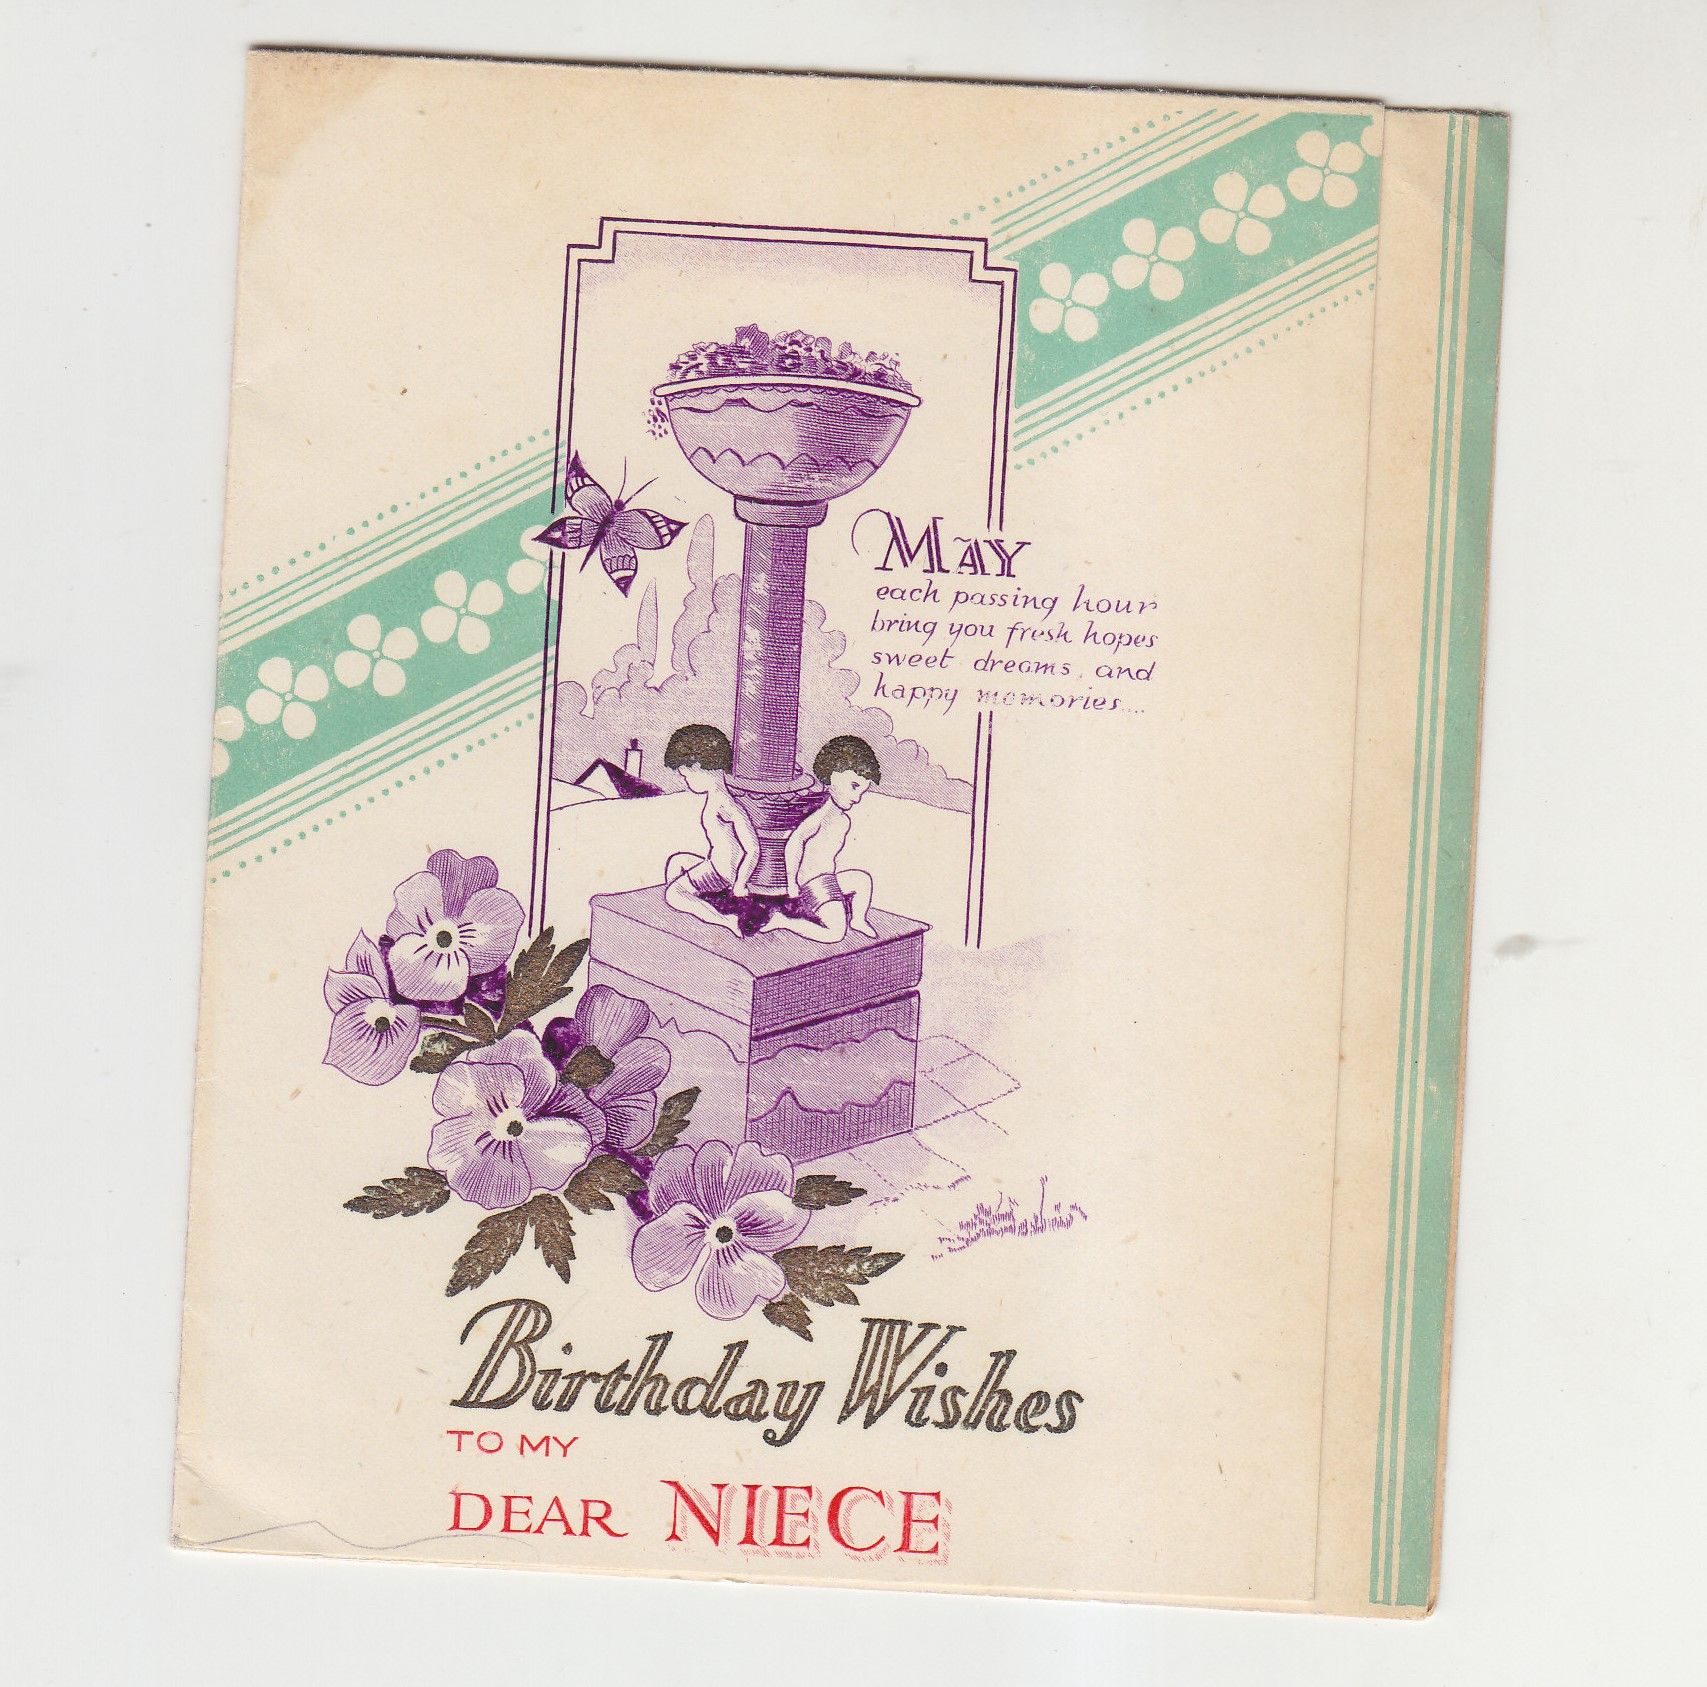 MAY
each passing hour
bring you fresh hopes
sweet dreams, and
happy memories....
Birthday Wishes
TO MY
DEAR NIECE